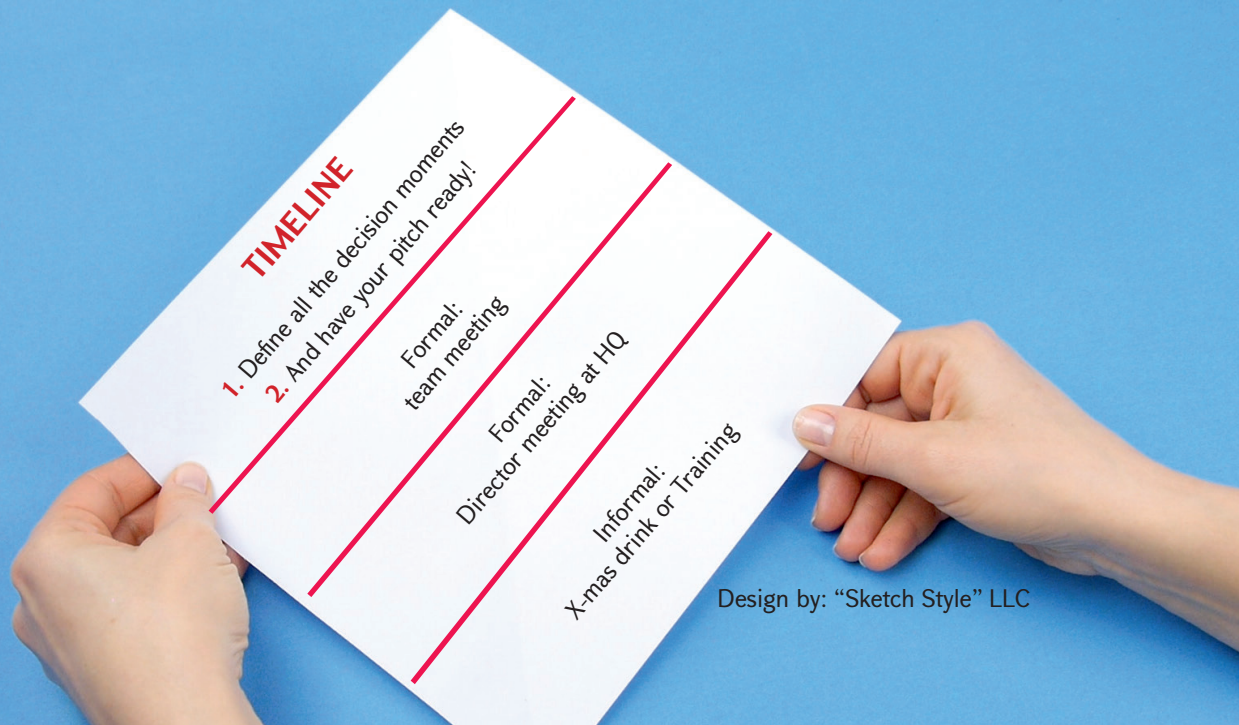 TIMELINE
1. Define all the decision moments
2. And have your pitch ready!
Formal:
team meeting
Formal:
Director meeting at HQ
Informal:
X-mas drink or Training
Design by: “Sketch Style” LLC